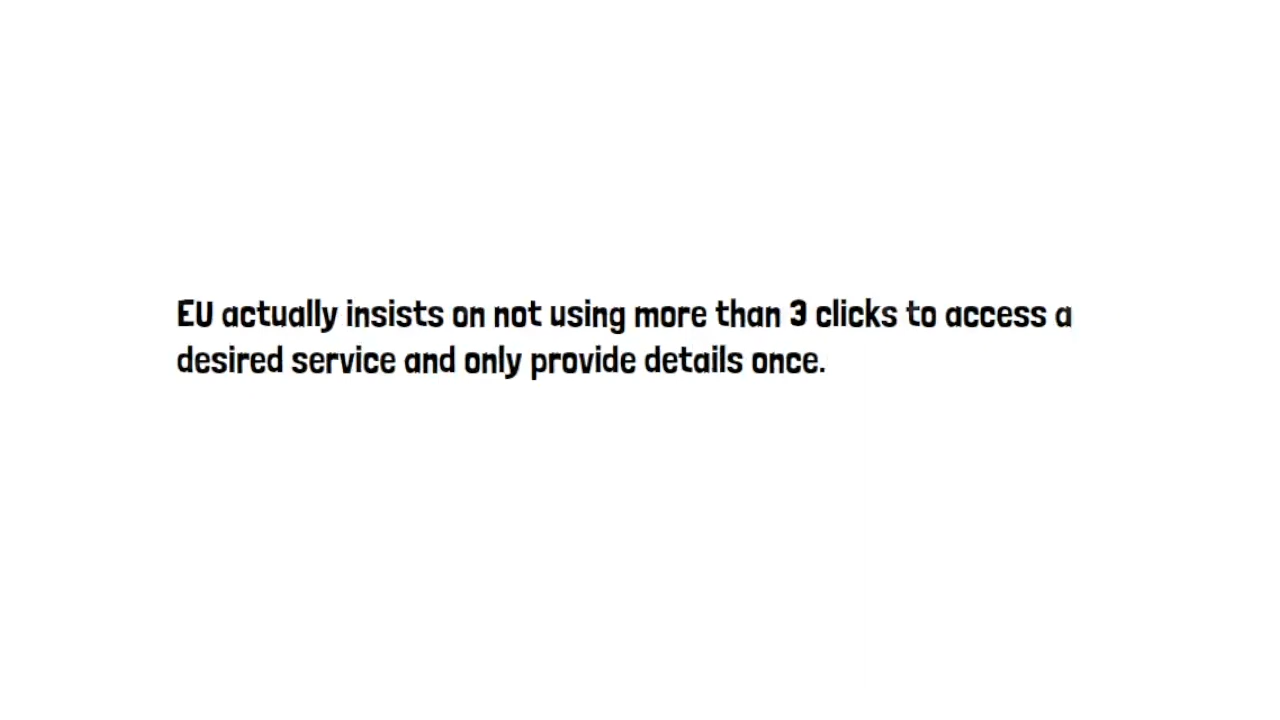 EU actually insists on not using more than 3 clicks to access a
desired service and only provide details once.